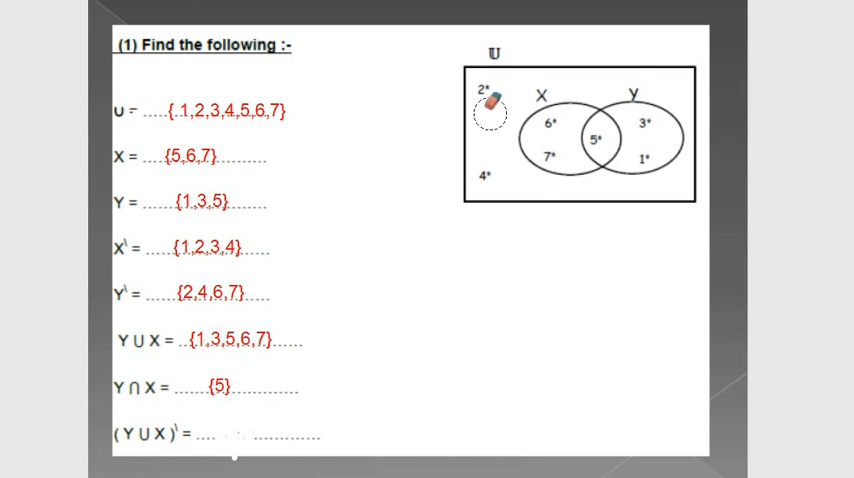 (1) Find the following :-
U
U = .....{.1,2,3,4,5,6,7}
2*
X
Y
6*
3*
5*
X = ....{5,6,7}..........
7*
1*
4*
Y = ......{1,3,5}.......
X\ = .....{1,2,3,4}......
Y\ = ......{2,4,6,7}.....
Y U X = ..{1,3,5,6,7}......
Y ∩ X = .......{5}..............
( Y U X )\ = .... ..............